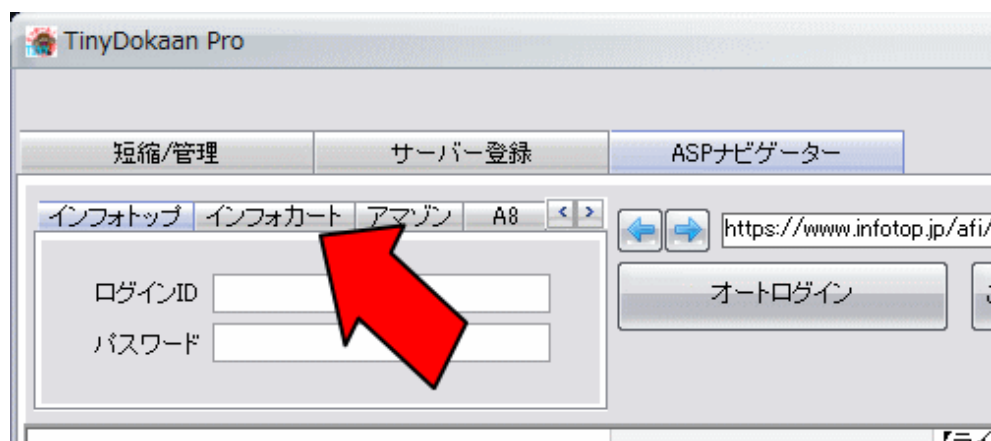 TinyDokaan Pro
短縮/管理 サーバー登録 ASPナビゲーター
インフォトップ インフォカート アマゾン A8
https://www.infotop.jp/afi/
ログインID
オートログイン
パスワード